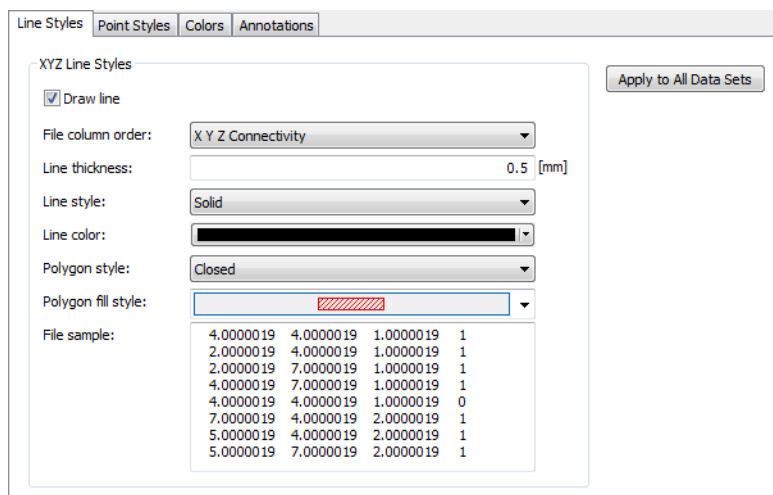 Line Styles Point Styles Colors Annotations
XYZ Line Styles
Apply to All Data Sets
Draw line
File column order: X Y Z Connectivity
Line thickness: 0.5 [mm]
Line style: Solid
Line color:
Polygon style: Closed
Polygon fill style:
File sample:
4.0000019 4.0000019 1.0000019 1
2.0000019 4.0000019 1.0000019 1
2.0000019 7.0000019 1.0000019 1
4.0000019 7.0000019 1.0000019 1
4.0000019 4.0000019 1.0000019 0
7.0000019 4.0000019 2.0000019 1
5.0000019 4.0000019 2.0000019 1
5.0000019 7.0000019 2.0000019 1